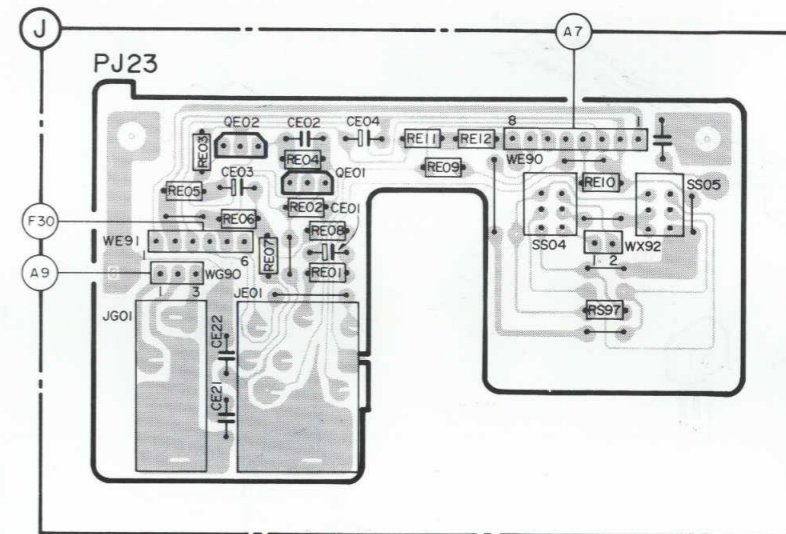 J
A7
PJ23
QE02 CE02 CE04
8 1
RE03 RE11 RE12
RE04 WE90
CE03 QE01 RE09
RE05 RE10 SS05
RE02 CE01
F30 RE06
RE08
WE91 SS04 WX92
1 6 RE07
A9 WG90 RE01 1 2
1 3 JE01
JG01 RS97
CE22
CE21